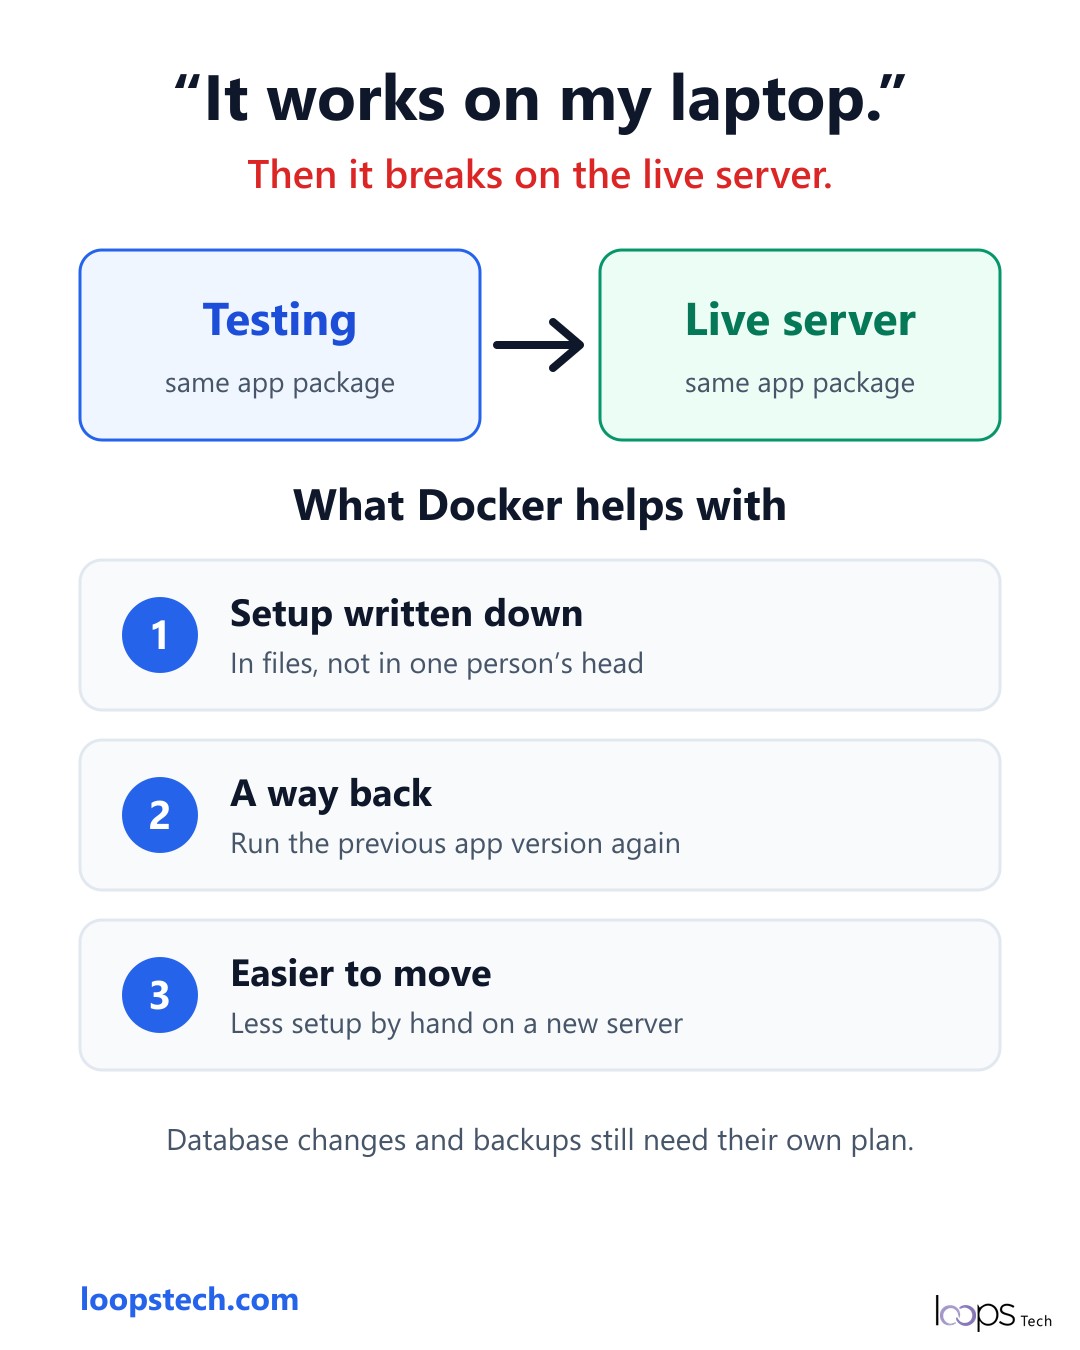 “It works on my laptop.”
Then it breaks on the live server.
Testing
same app package
Live server
same app package
What Docker helps with
1
Setup written down
In files, not in one person’s head
2
A way back
Run the previous app version again
3
Easier to move
Less setup by hand on a new server
Database changes and backups still need their own plan.
loopstech.com
loops Tech